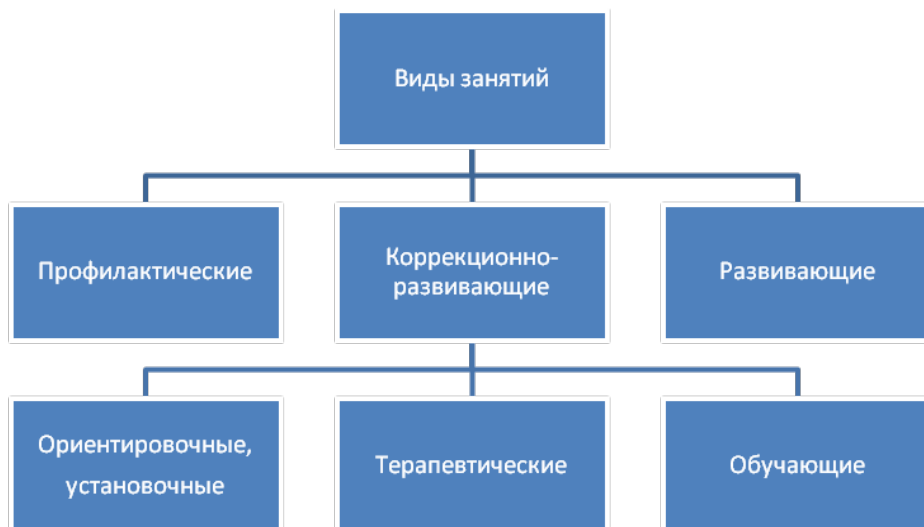 Виды занятий
Профилактические
Коррекционно-
развивающие
Развивающие
Ориентировочные,
установочные
Терапевтические
Обучающие